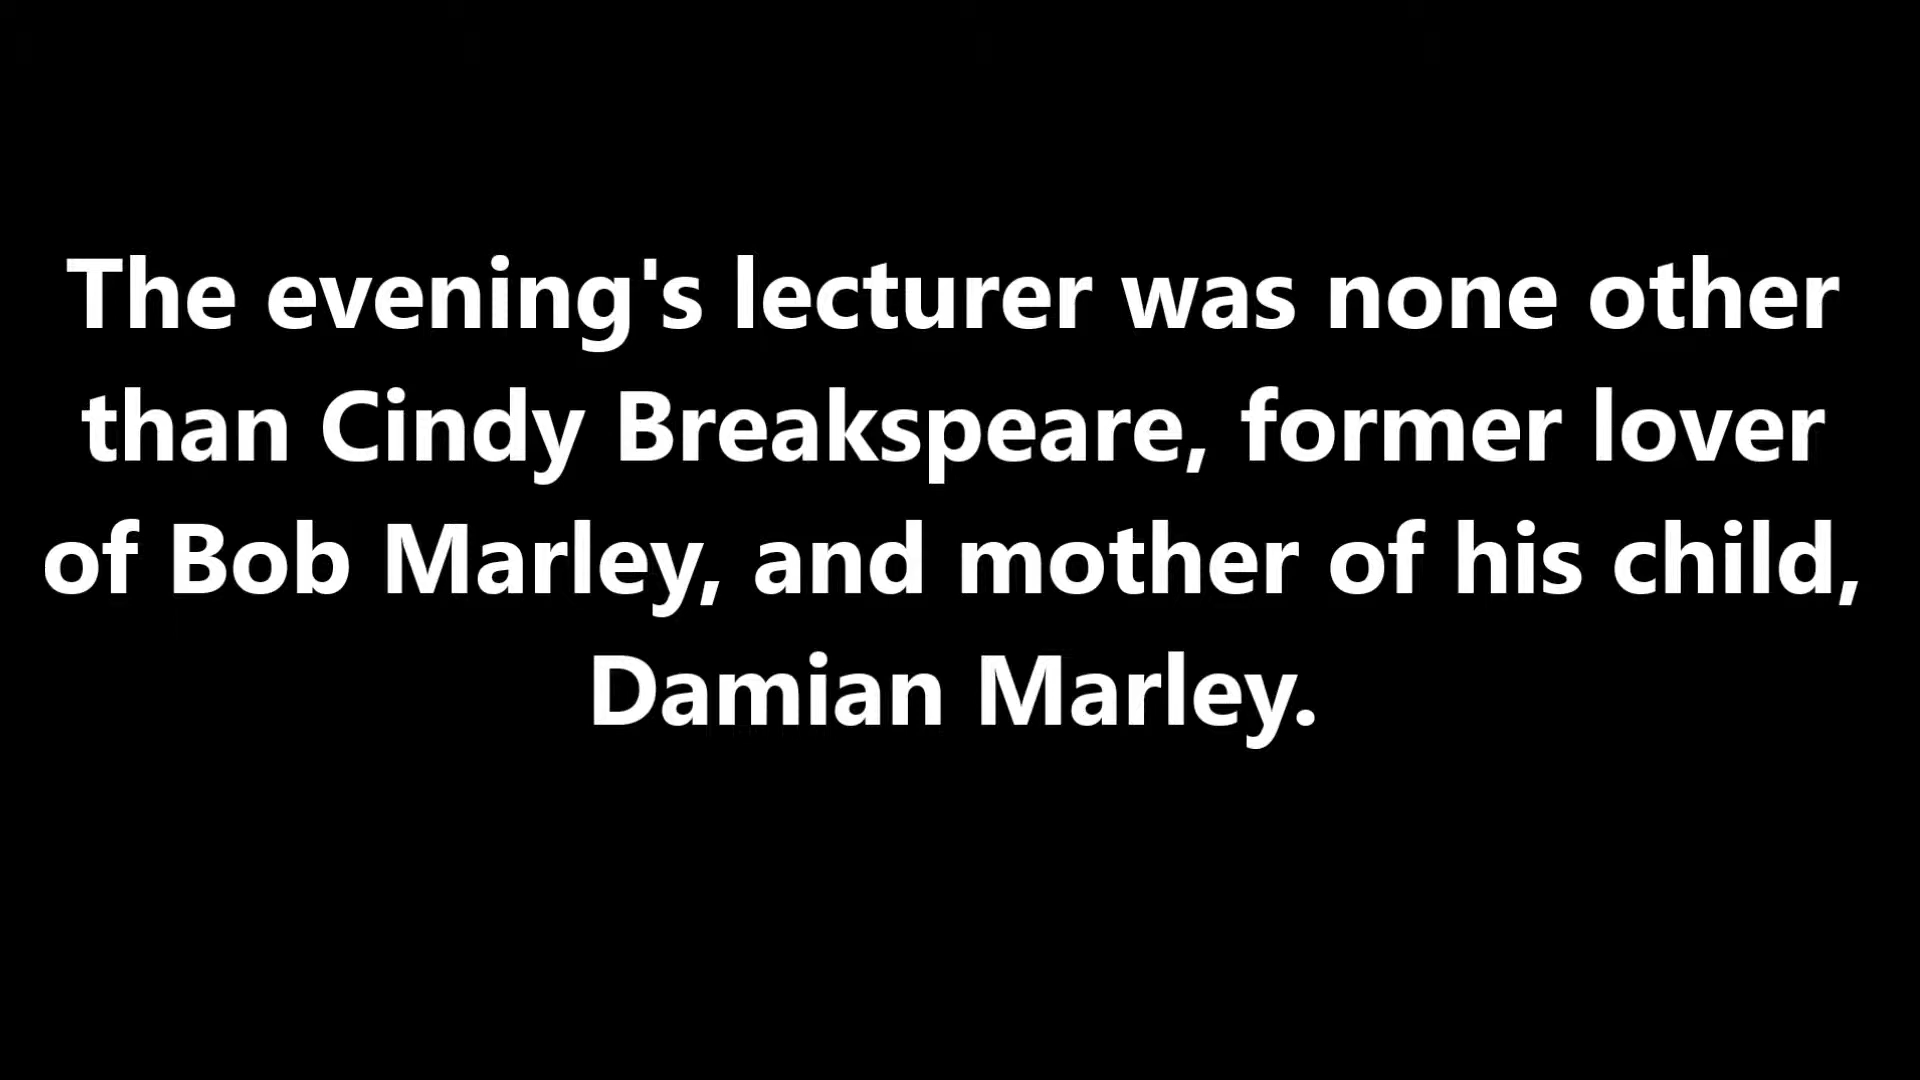 The evening's lecturer was none other
than Cindy Breakspeare, former lover
of Bob Marley, and mother of his child,
Damian Marley.